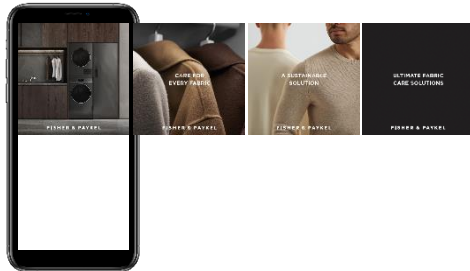 FISHER & PAYKEL
CARE FOR
EVERY FABRIC
FISHER & PAYKEL
A SUSTAINABLE
SOLUTION
FISHER & PAYKEL
ULTIMATE FABRIC
CARE SOLUTIONS
FISHER & PAYKEL